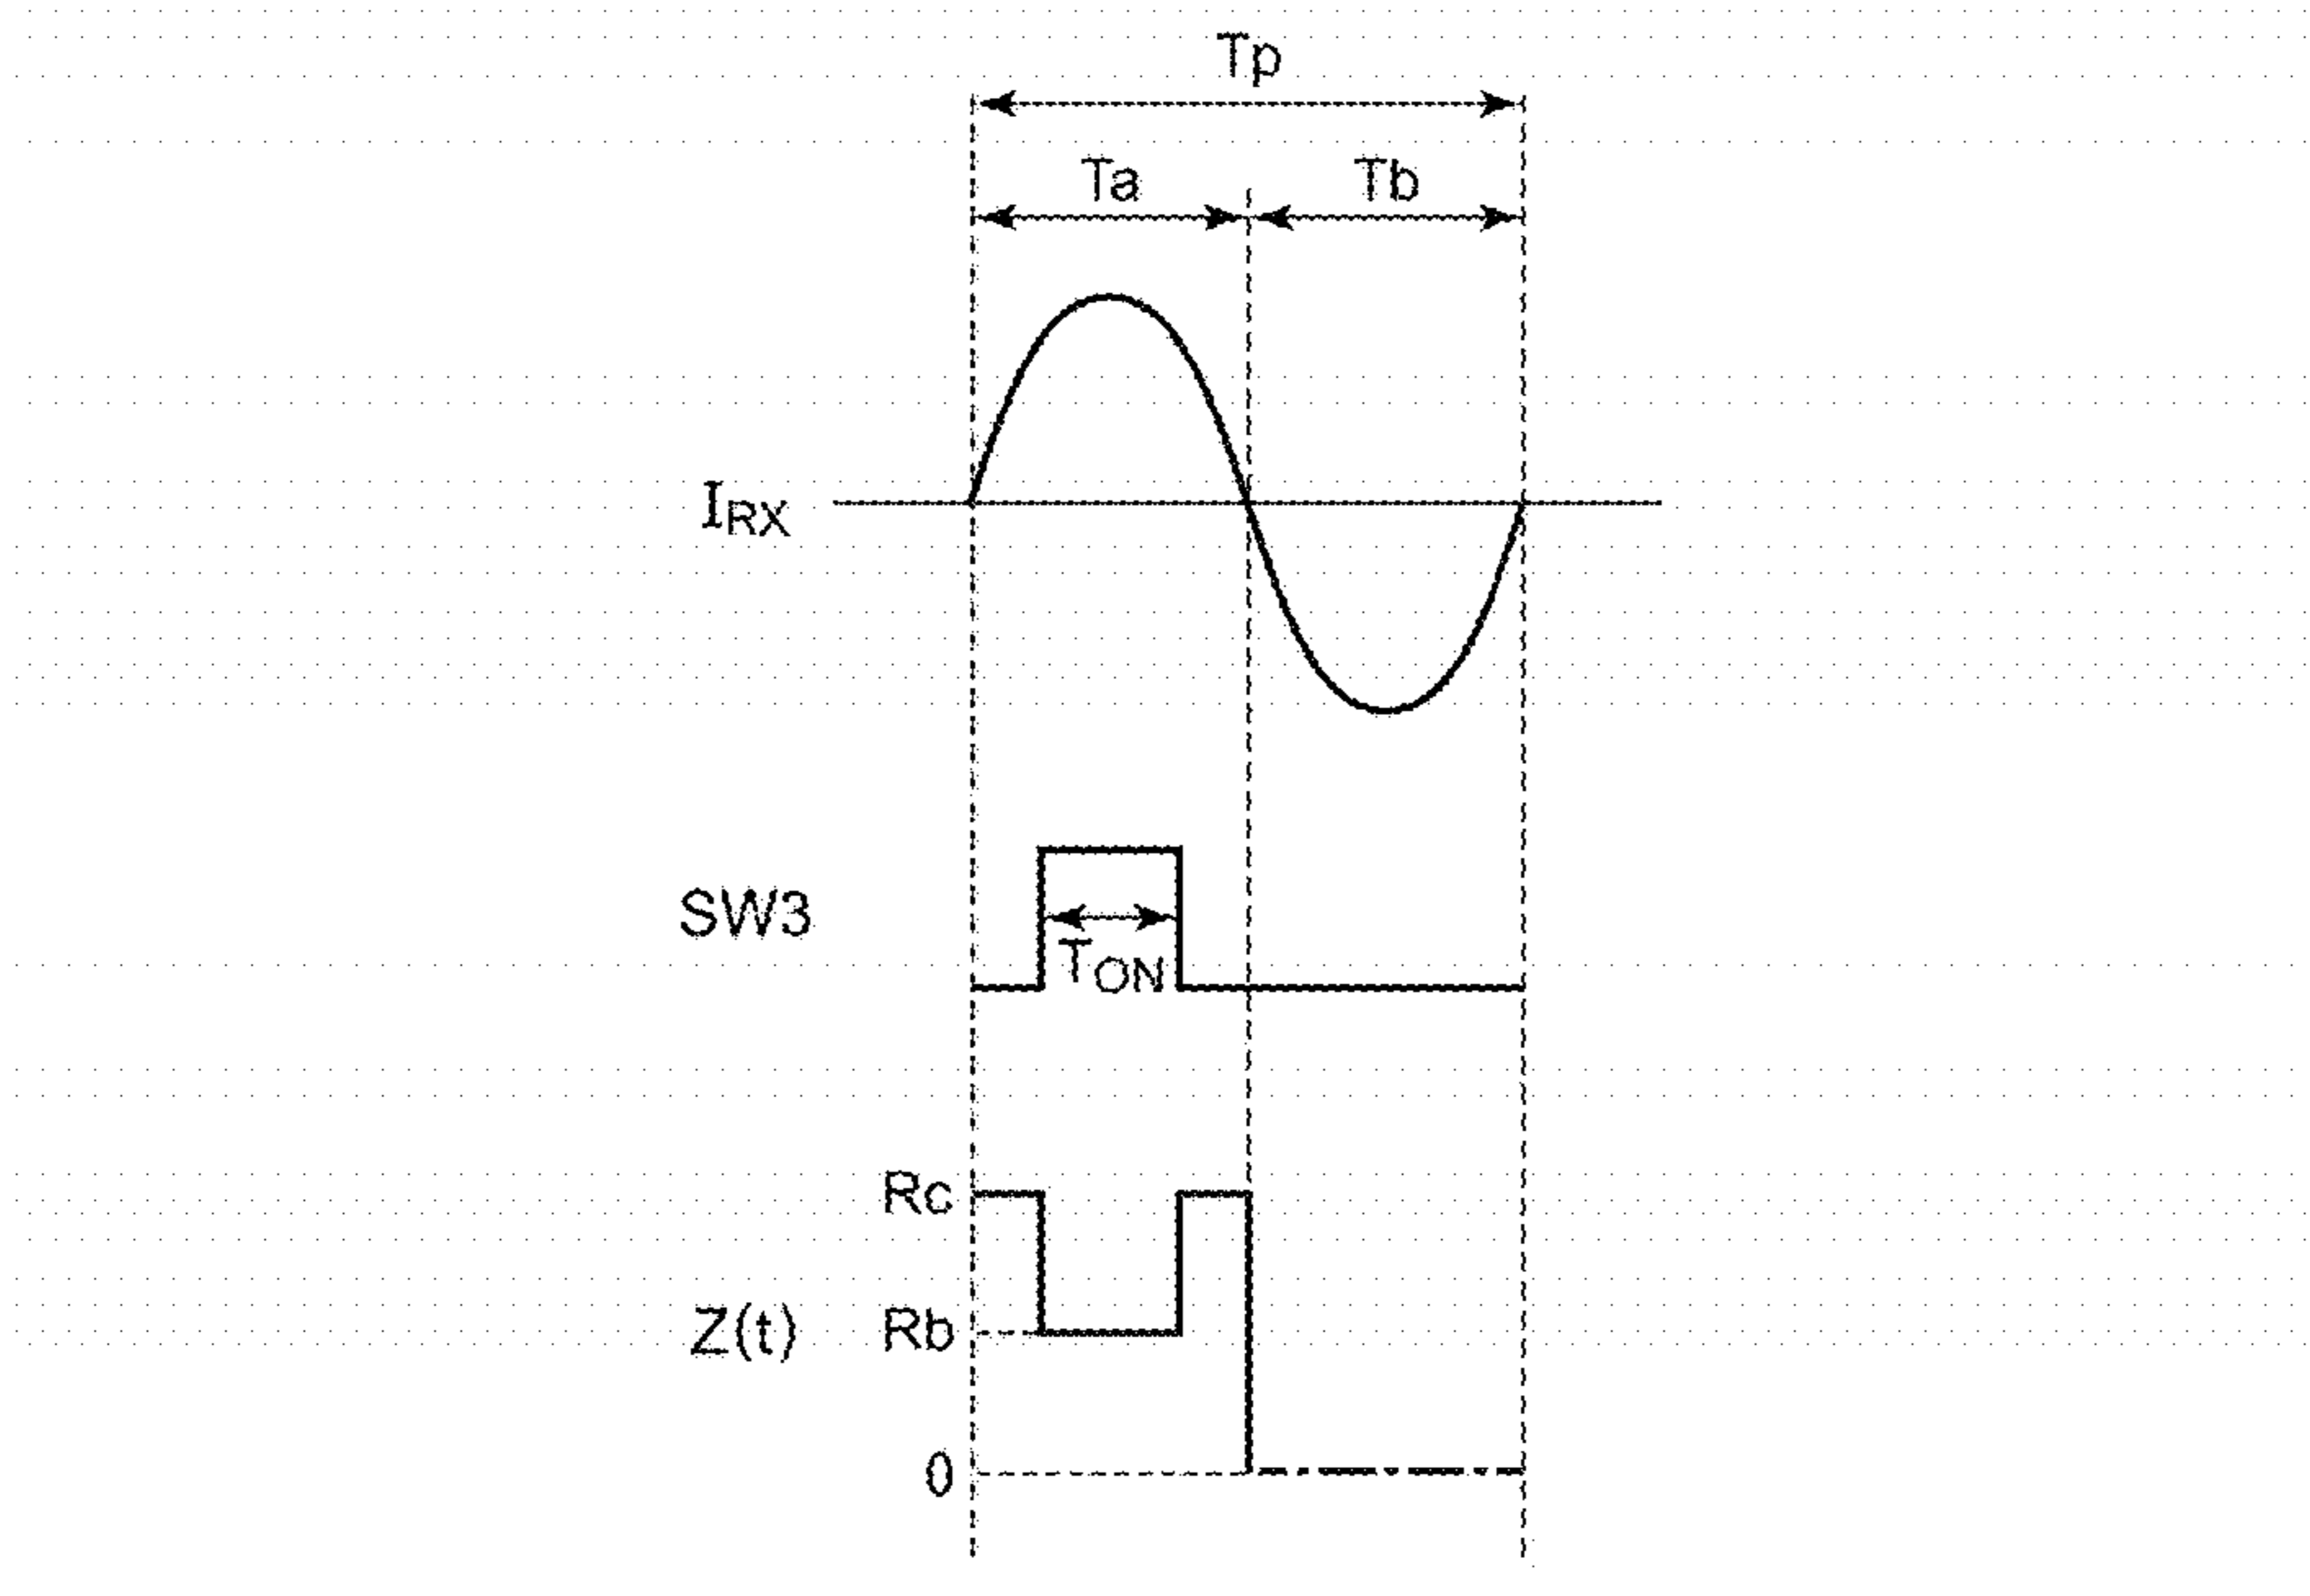 Tp
Ta Tb
IRX
SW3
TON
Rc
Z(t) Rb
0